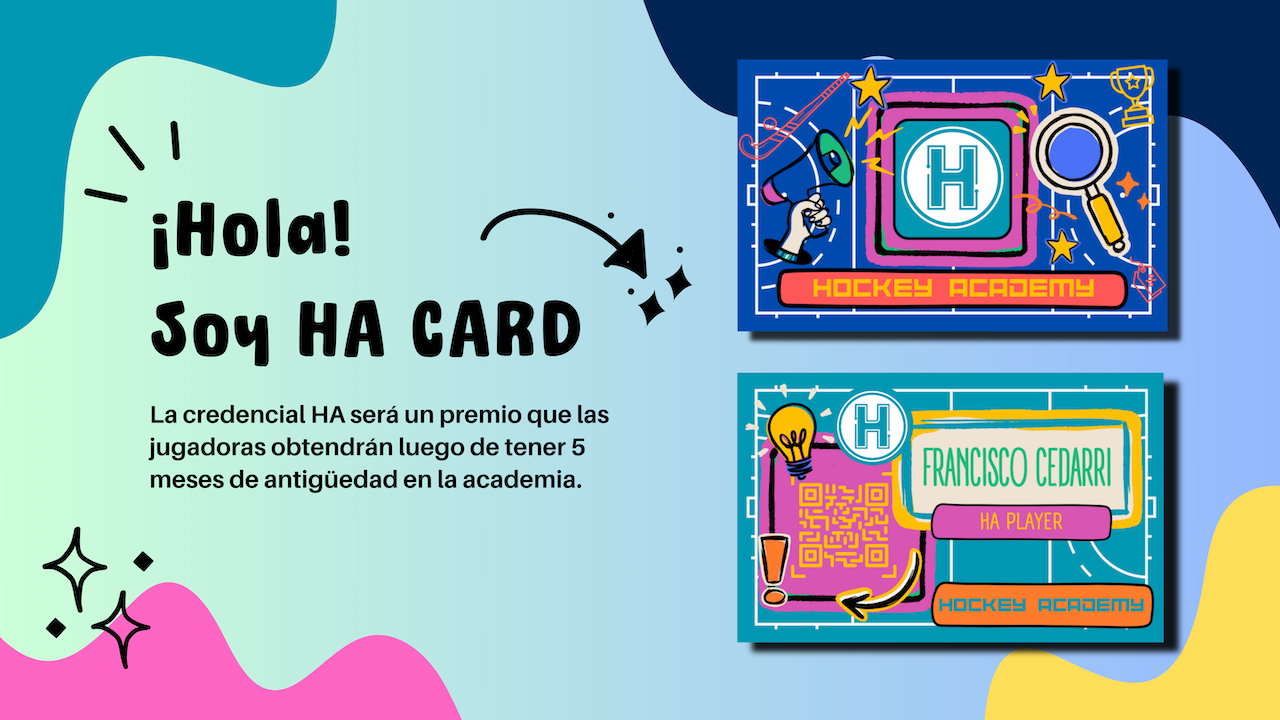 ¡Hola!
Soy HA CARD
La credencial HA será un premio que las
jugadoras obtendrán luego de tener 5
meses de antigüedad en la academia.
H
HOCKEY ACADEMY
H
FRANCISCO CEDARRI
HA PLAYER
HOCKEY ACADEMY